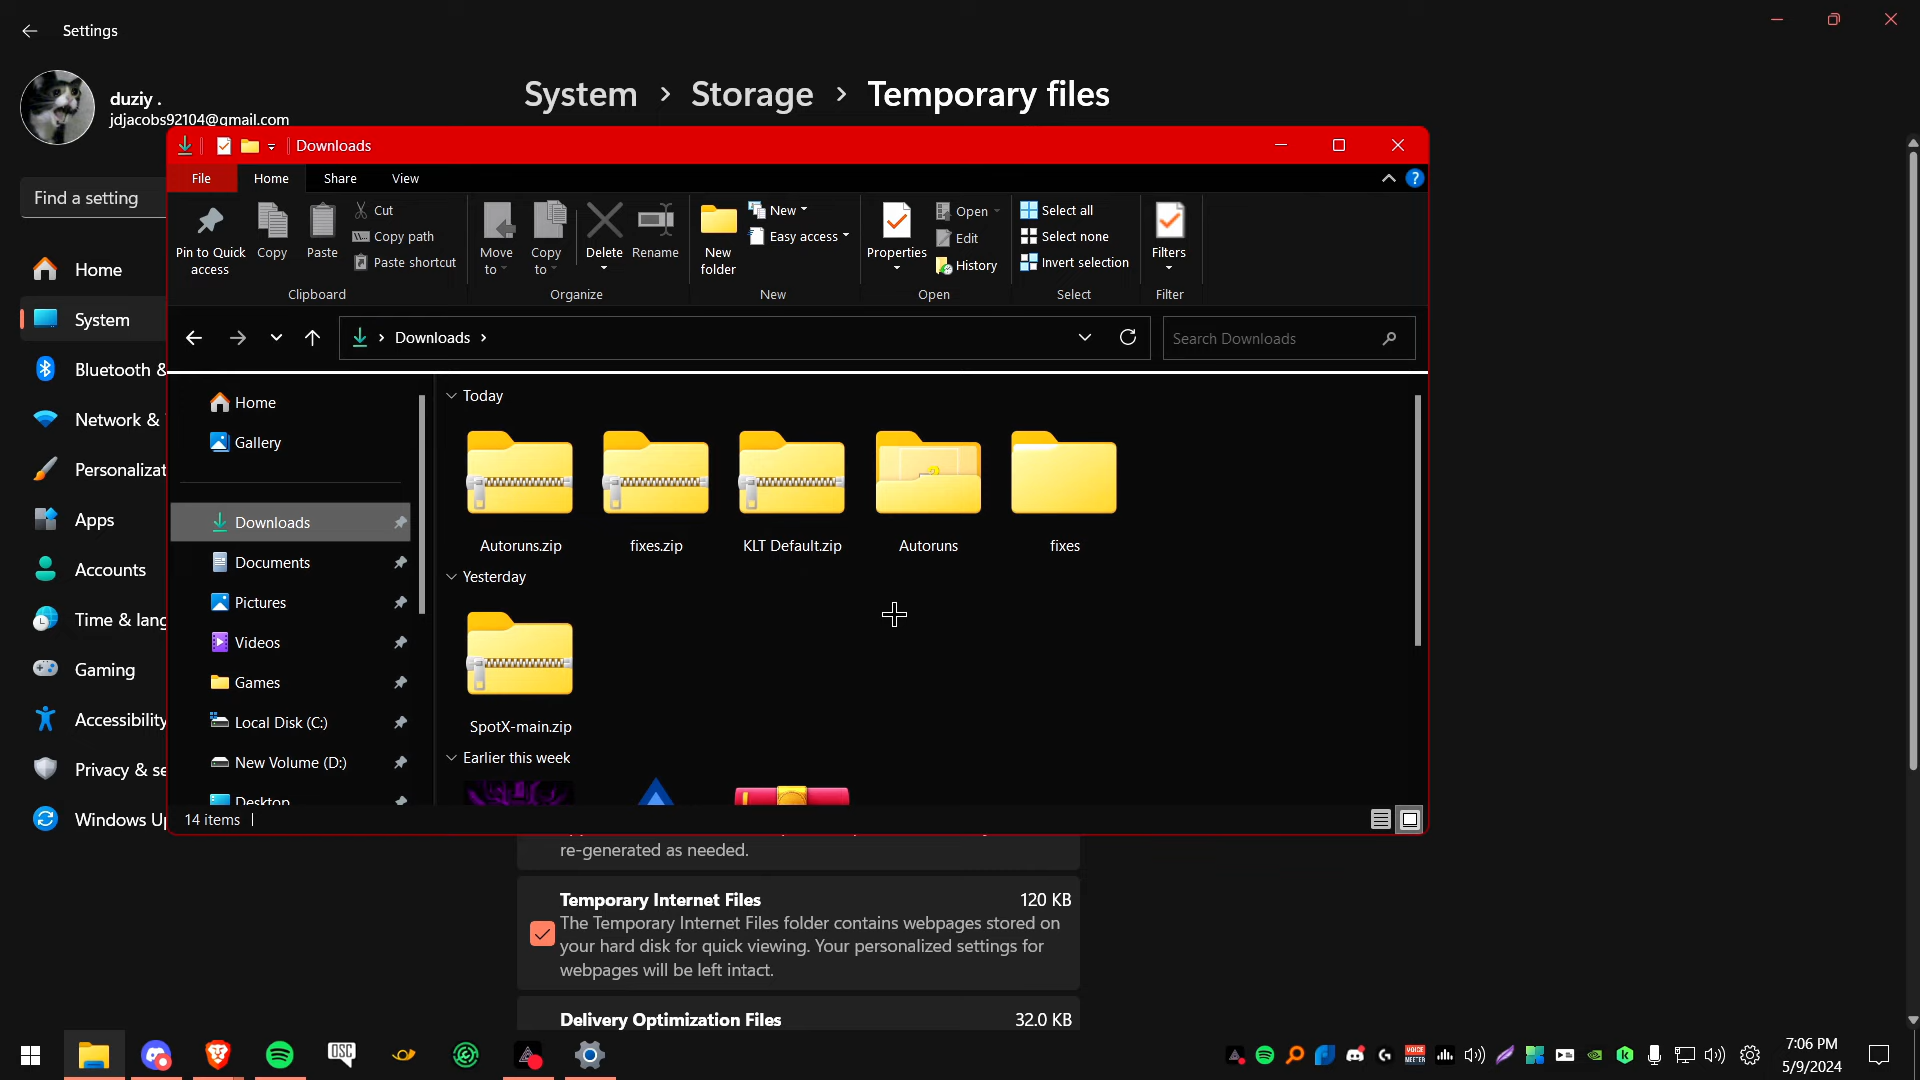 Settings
duziy .
jdjacobs92104@gmail.com
System > Storage > Temporary files
Find a setting
Home
System
Bluetooth &
Network &
Personalizat
Apps
Accounts
Time & lang
Gaming
Accessibility
Privacy & se
Windows Up
Downloads
File Home Share View
Pin to Quick access
Copy
Paste
Cut
Copy path
Paste shortcut
Clipboard
Move to
Copy to
Delete
Rename
Organize
New folder
New
Easy access
New
Properties
Open
Edit
History
Open
Select all
Select none
Invert selection
Select
Filters
Filter
> Downloads >
Search Downloads
Home
Gallery
Downloads
Documents
Pictures
Videos
Games
Local Disk (C:)
New Volume (D:)
Desktop
Today
Autoruns.zip
fixes.zip
KLT Default.zip
Autoruns
fixes
Yesterday
SpotX-main.zip
Earlier this week
14 items
re-generated as needed.
Temporary Internet Files 120 KB
The Temporary Internet Files folder contains webpages stored on
your hard disk for quick viewing. Your personalized settings for
webpages will be left intact.
Delivery Optimization Files 32.0 KB
OSC
VOICE
MEETER
7:06 PM
5/9/2024